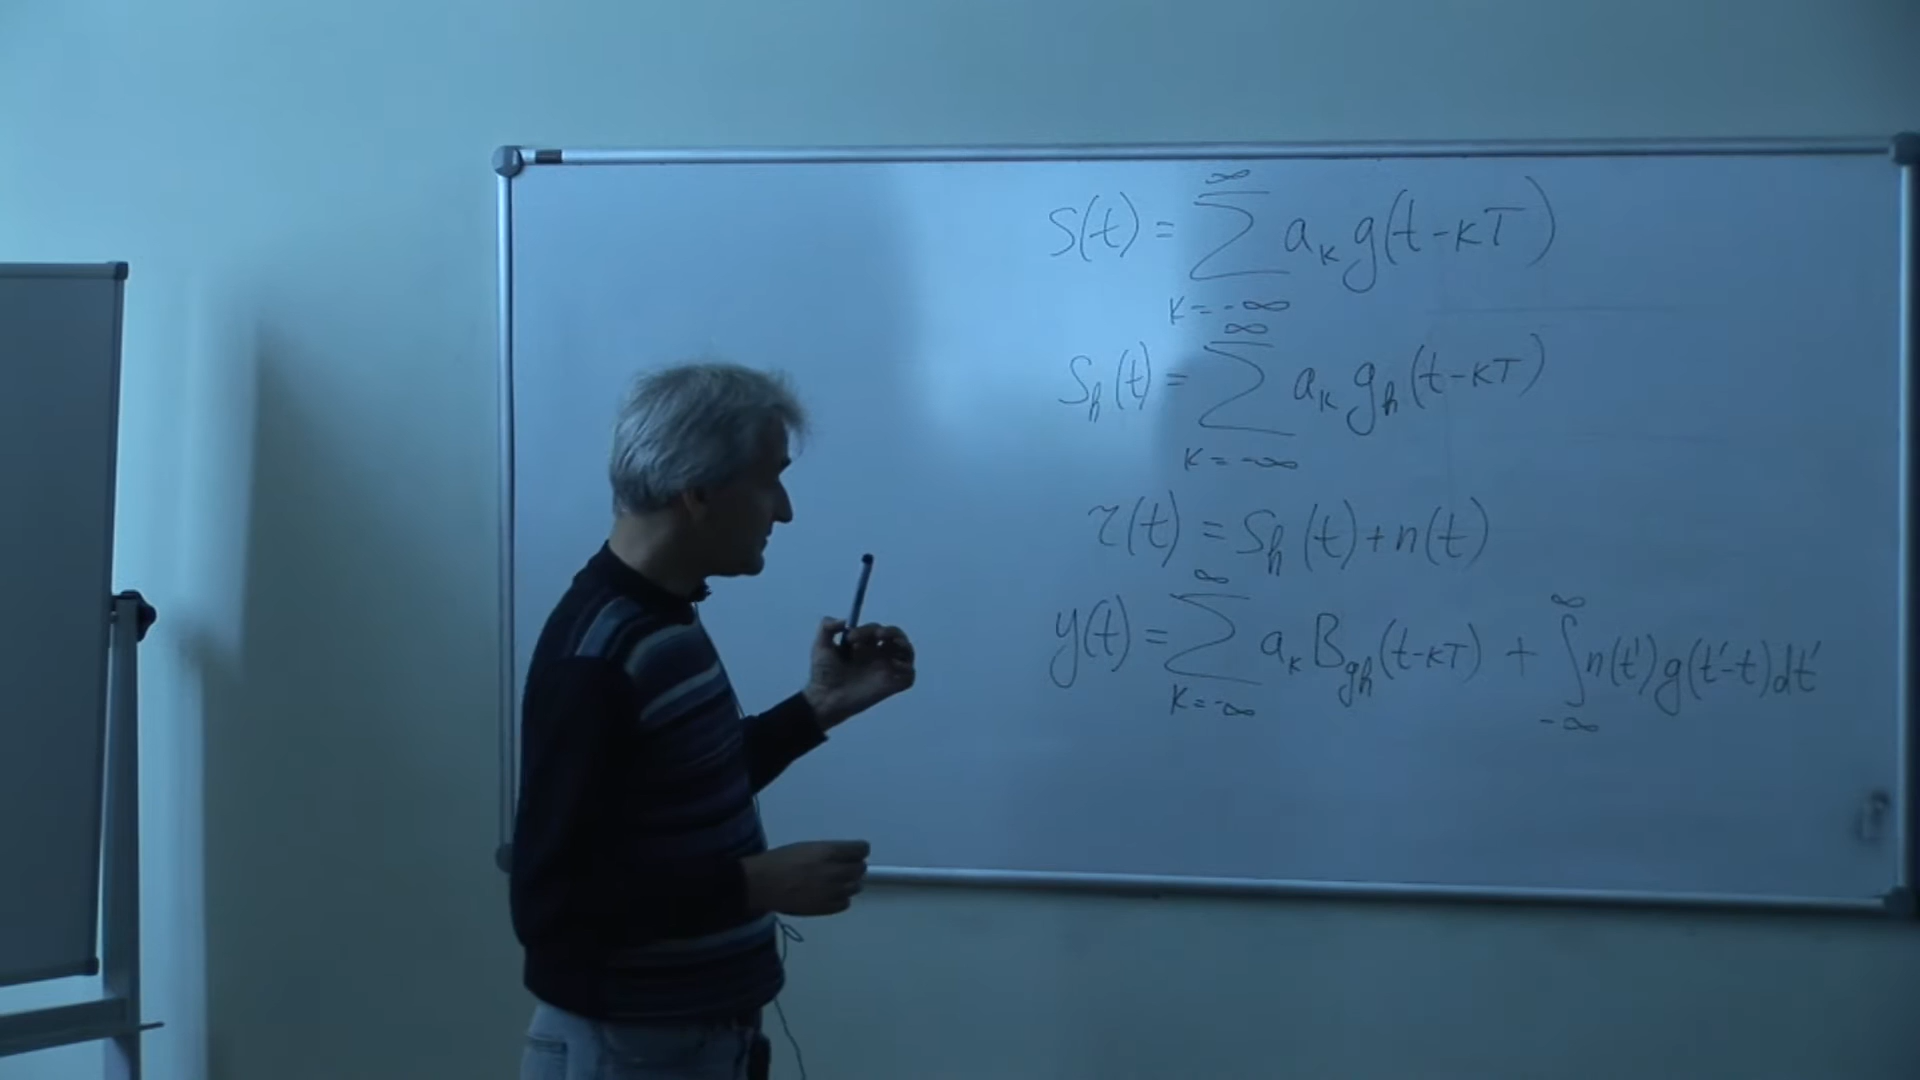 S(t) = ∑_{k=-∞}^{∞} a_k g(t-kT)
S_h(t) = ∑_{k=-∞}^{∞} a_k g_h(t-kT)
r(t) = S_h(t) + n(t)
y(t) = ∑_{k=-∞}^{∞} a_k B_{gh}(t-kT) + ∫_{-∞}^{∞} n(t') g(t'-t) dt'